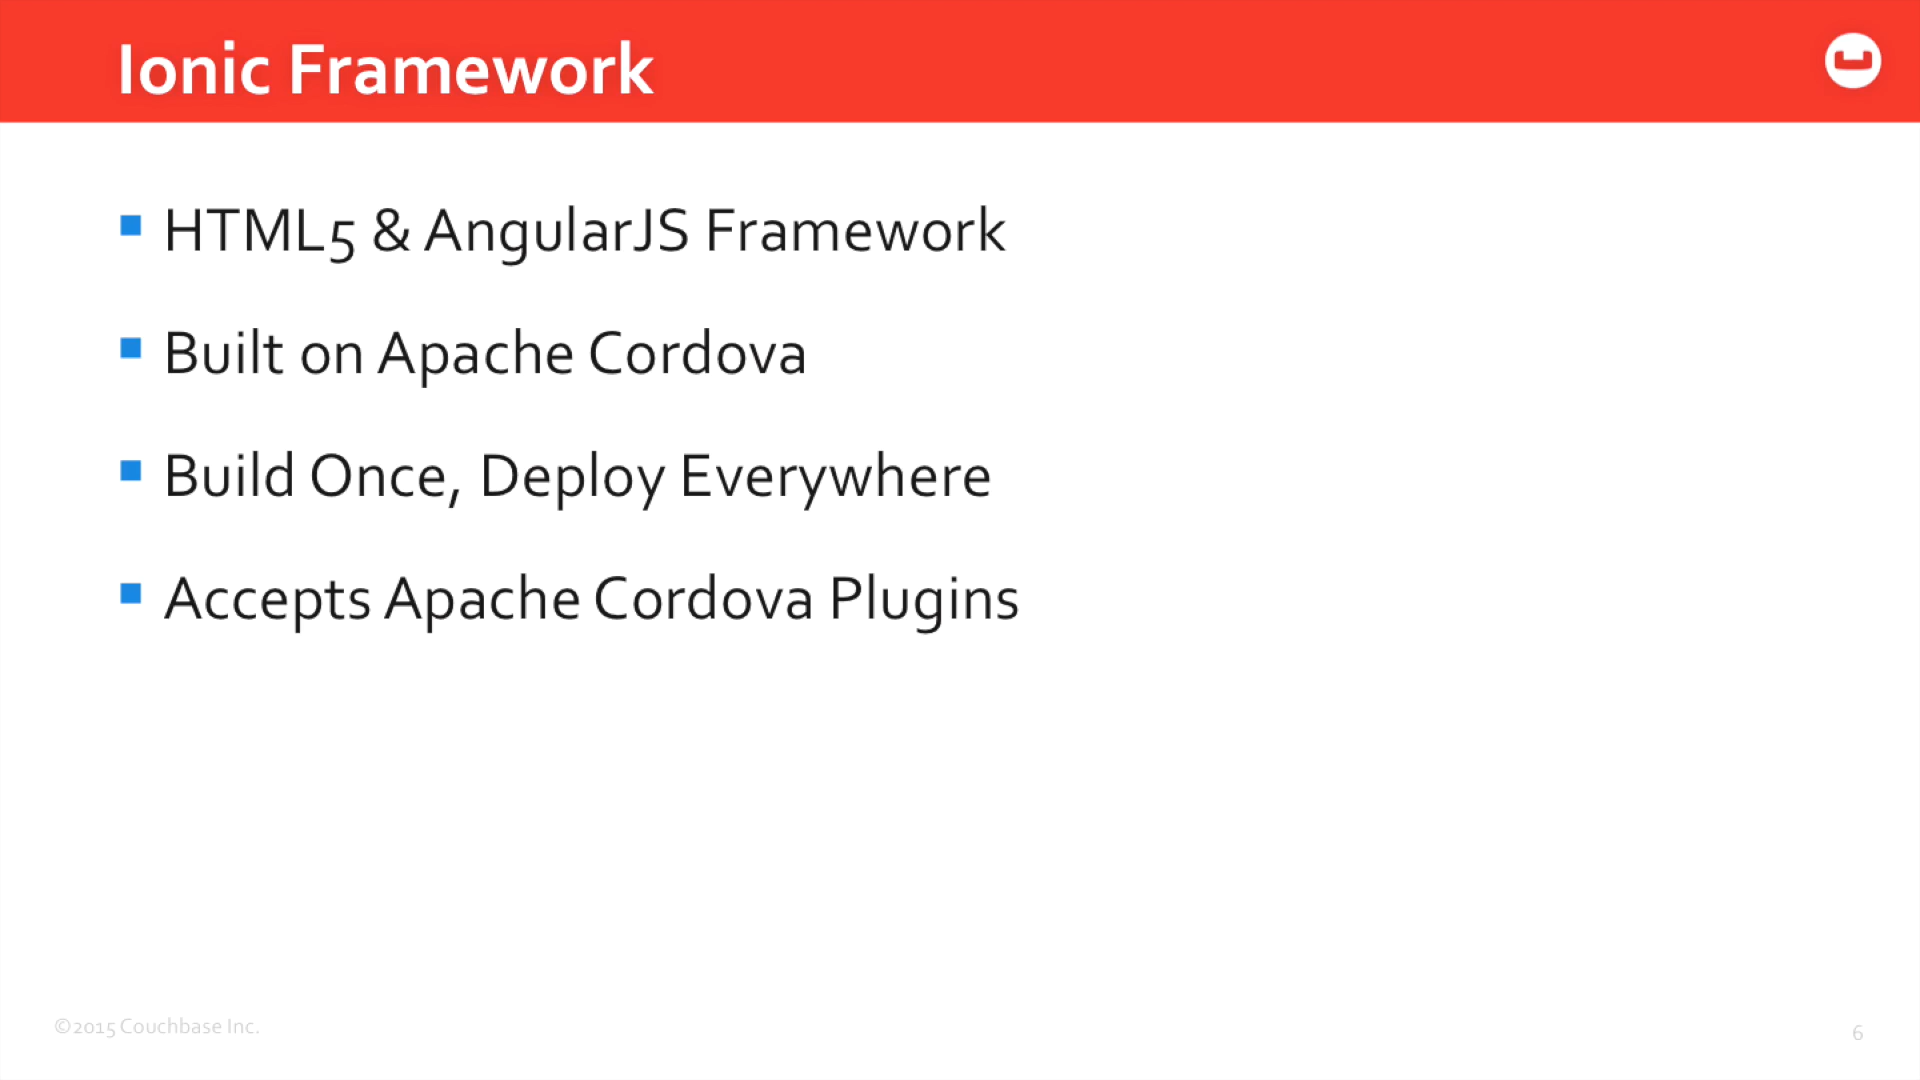 Ionic Framework
HTML5 & AngularJS Framework
Built on Apache Cordova
Build Once, Deploy Everywhere
Accepts Apache Cordova Plugins
©2015 Couchbase Inc.
6